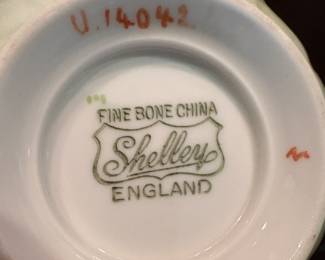 U.14042
FINE BONE CHINA
Shelley
ENGLAND